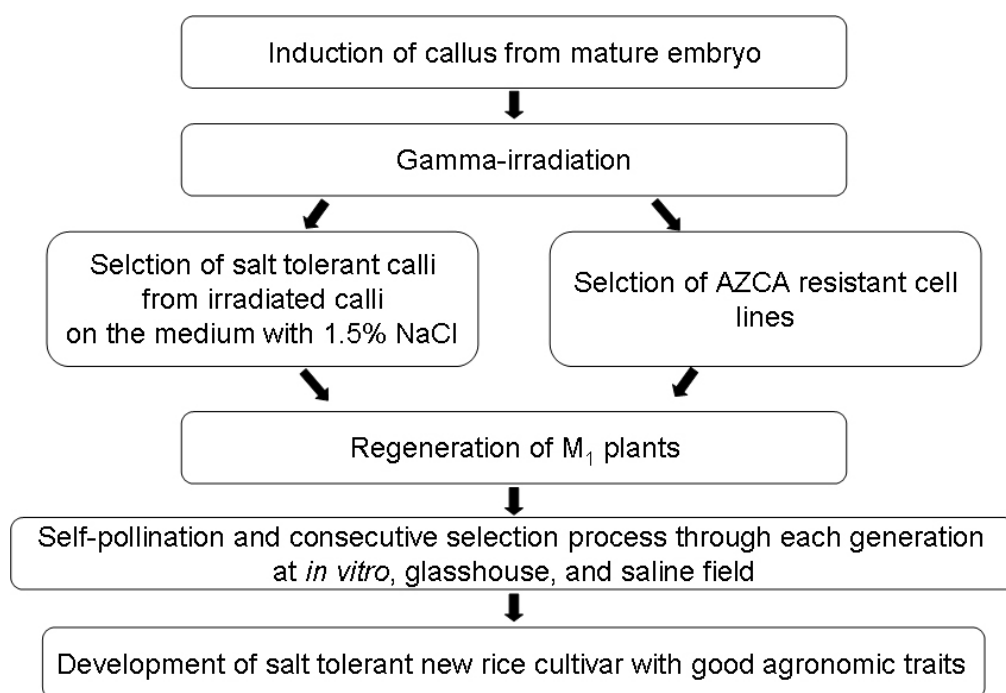 Induction of callus from mature embryo
Gamma-irradiation
Selction of salt tolerant calli
from irradiated calli
on the medium with 1.5% NaCl
Selction of AZCA resistant cell
lines
Regeneration of M₁ plants
Self-pollination and consecutive selection process through each generation
at in vitro, glasshouse, and saline field
Development of salt tolerant new rice cultivar with good agronomic traits